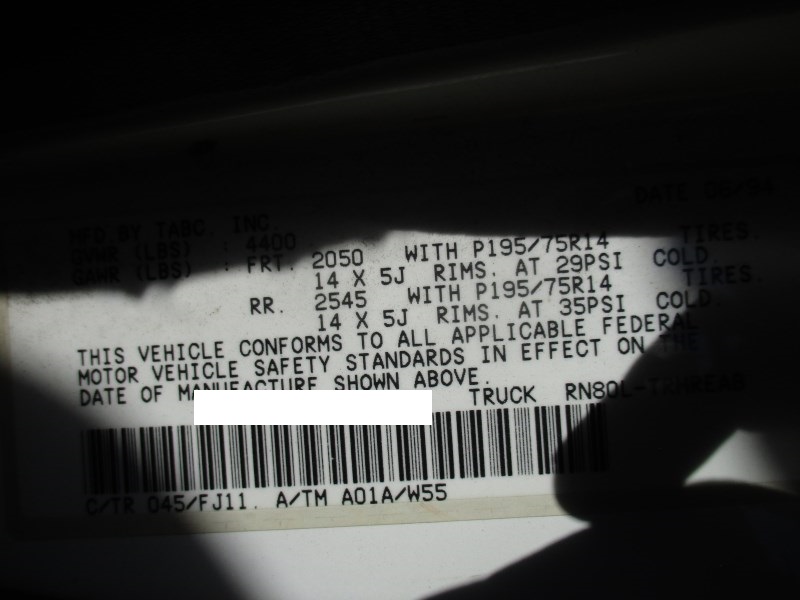 DATE 06/94
MFD.BY TABC, INC.
GVWR (LBS) : 4400
GAWR (LBS) : FRT. 2050 WITH P195/75R14 TIRES.
14 X 5J RIMS. AT 29PSI COLD.
RR. 2545 WITH P195/75R14 TIRES.
14 X 5J RIMS. AT 35PSI COLD.
THIS VEHICLE CONFORMS TO ALL APPLICABLE FEDERAL
MOTOR VEHICLE SAFETY STANDARDS IN EFFECT ON THE
DATE OF MANUFACTURE SHOWN ABOVE.
TRUCK RN80L-TRMREAB
C/TR 045/FJ11. A/TM A01A/W55